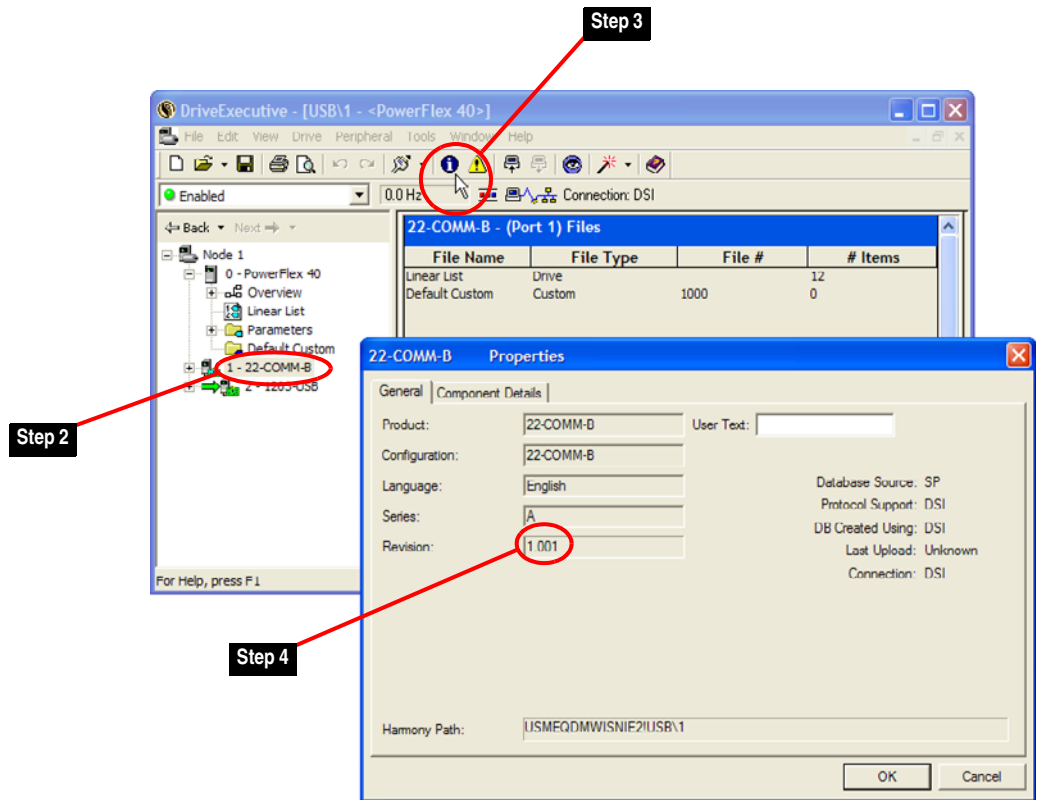 Step 3
DriveExecutive - [USB\1 - <PowerFlex 40>]
File Edit View Drive Peripheral Tools Window Help
Enabled 0.0 Hz Connection: DSI
Back Next
Node 1
0 - PowerFlex 40
Overview
Linear List
Parameters
Default Custom
1 - 22-COMM-B
2 - 1203-USB
22-COMM-B - (Port 1) Files
File Name File Type File # # Items
Linear List Drive 12
Default Custom Custom 1000 0
For Help, press F1
Step 2
22-COMM-B Properties
General Component Details
Product: 22-COMM-B User Text:
Configuration: 22-COMM-B
Language: English Database Source: SP
Series: A Protocol Support: DSI
DB Created Using: DSI
Revision: 1.001 Last Upload: Unknown
Connection: DSI
Step 4
Harmony Path: USMEQDMWISNIE2!USB\1
OK Cancel